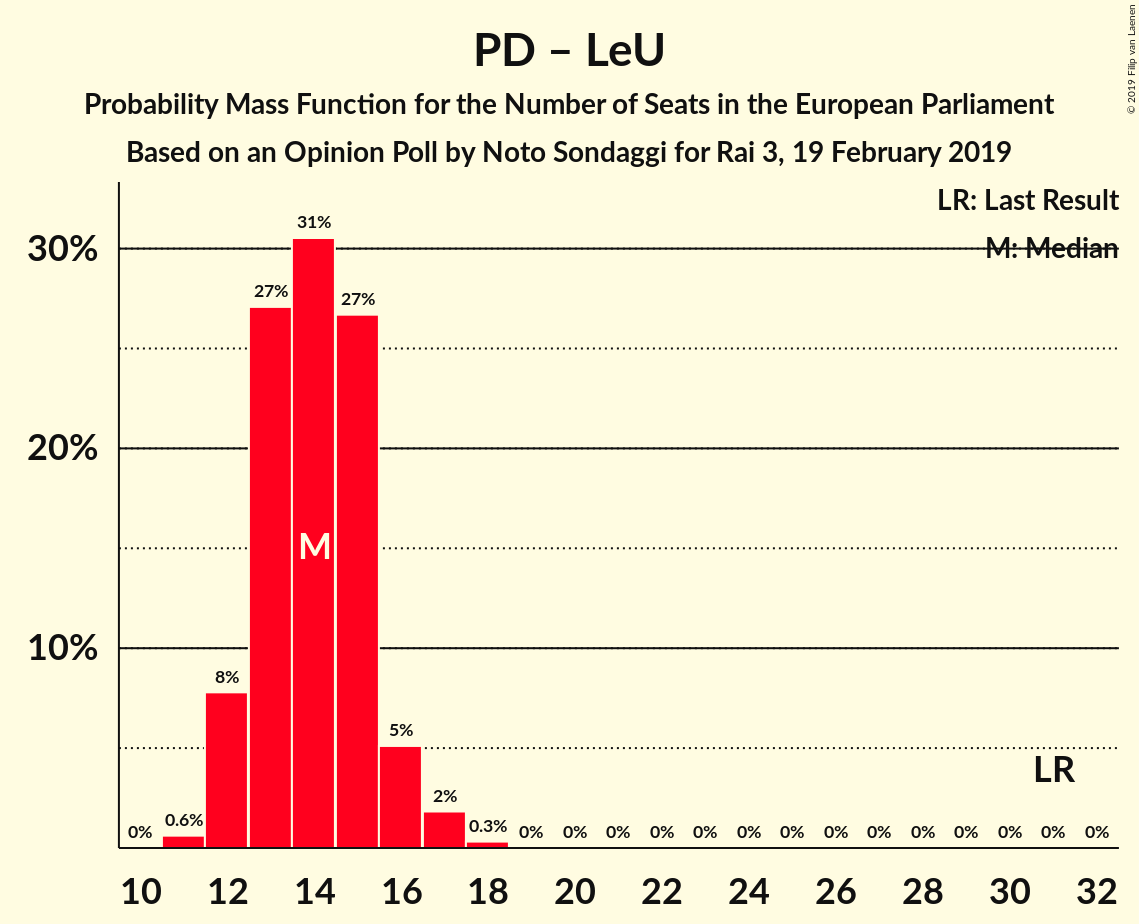 PD – LeU
Probability Mass Function for the Number of Seats in the European Parliament
Based on an Opinion Poll by Noto Sondaggi for Rai 3, 19 February 2019
© 2019 Filip van Laenen
LR: Last Result
M: Median
30%
20%
10%
0%
0.6%
8%
27%
31%
27%
5%
2%
0.3%
0%
0%
0%
0%
0%
0%
0%
0%
0%
0%
0%
0%
0%
0%
M
LR
10 12 14 16 18 20 22 24 26 28 30 32